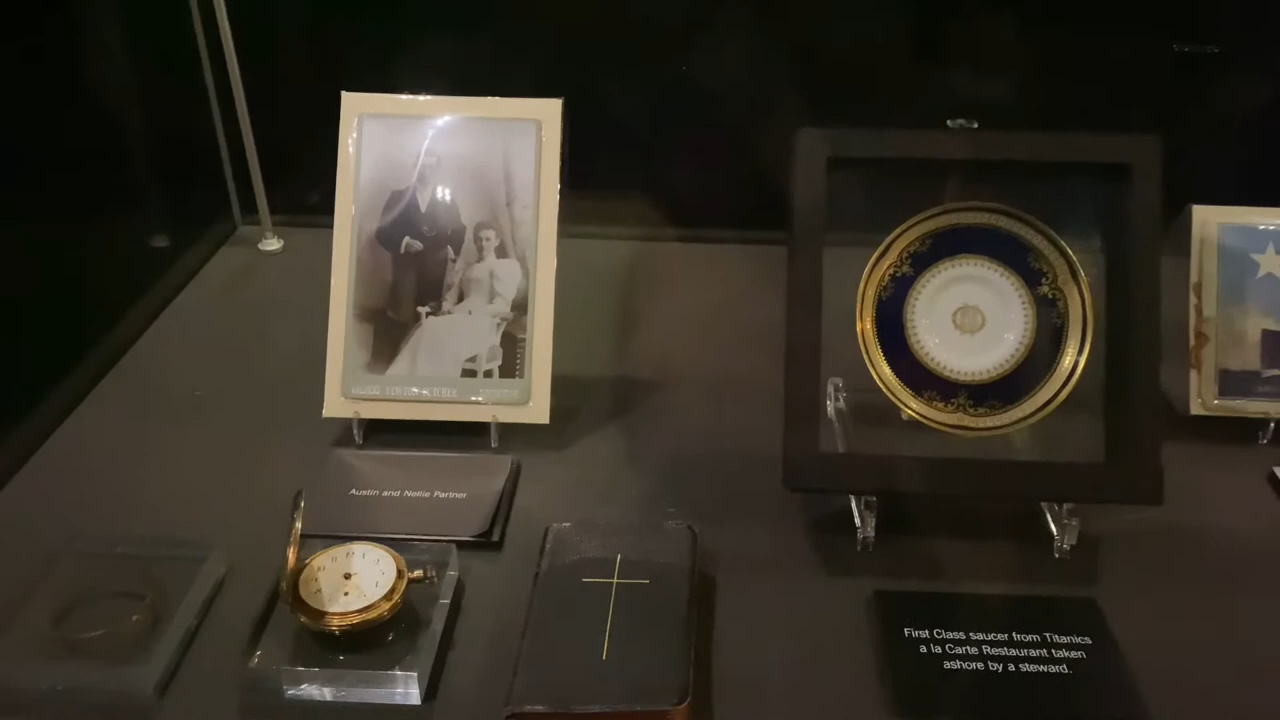 Austin and Nellie Partner
First Class saucer from Titanics
a la Carte Restaurant taken
ashore by a steward.